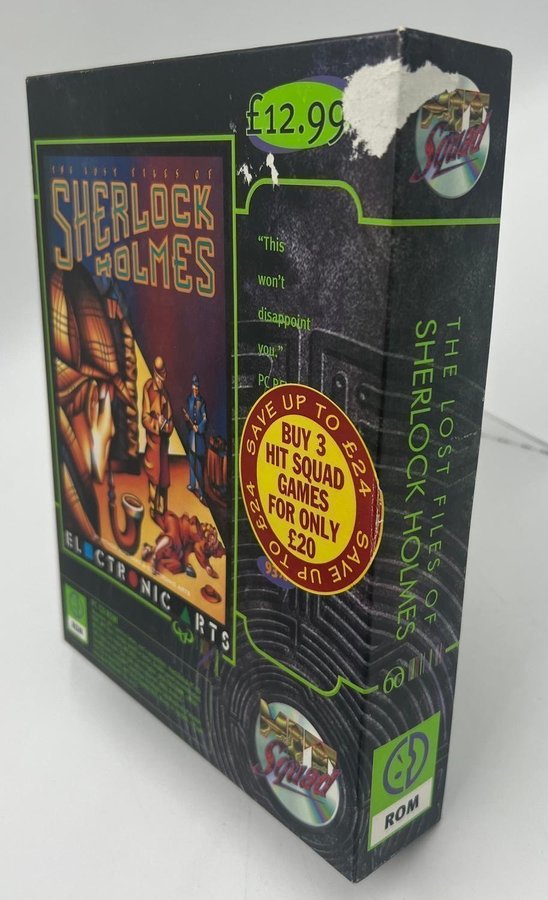 £12.99
THE LOST FILES OF
SHERLOCK
HOLMES
"This
won't
disappoint
you."
PC
SAVE UP TO £24
BUY 3
HIT SQUAD
GAMES
FOR ONLY
£20
SAVE UP TO £24
ELECTRONIC ARTS
ROM
Squad
Squad
THE LOST FILES OF
SHERLOCK HOLMES
CD
ROM